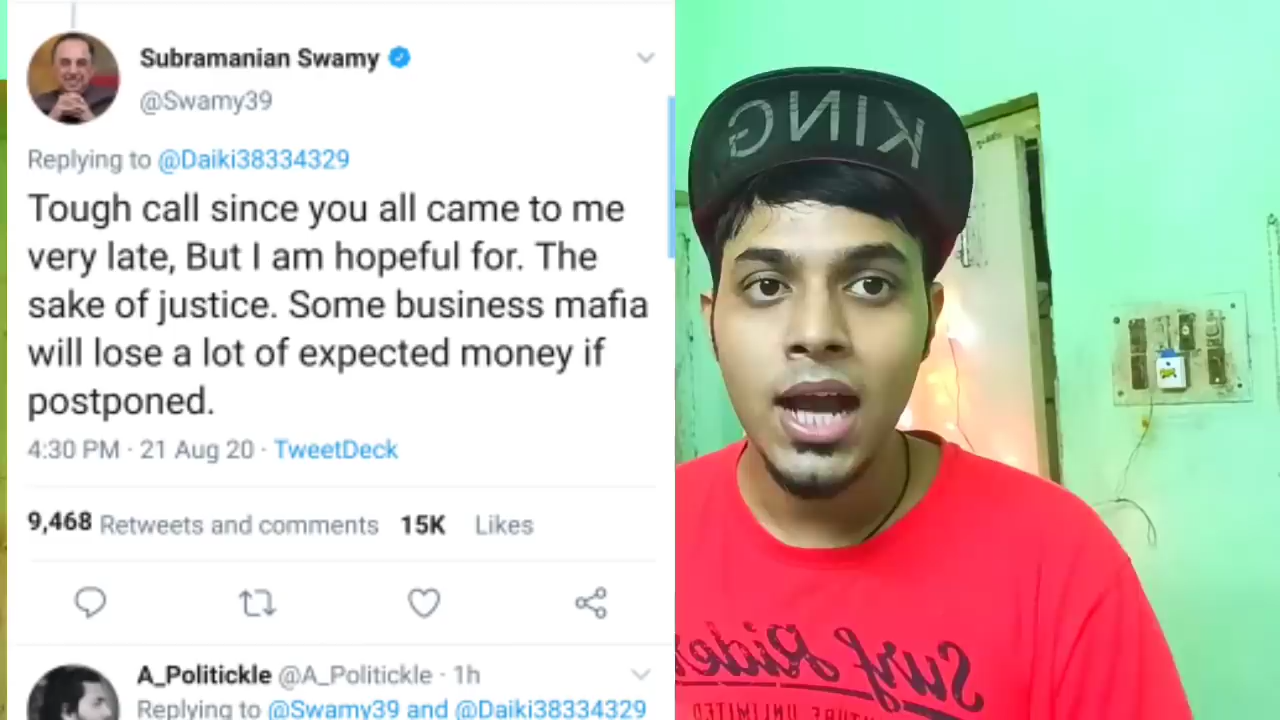 Subramanian Swamy
@Swamy39
Replying to @Daiki38334329
Tough call since you all came to me
very late, But I am hopeful for. The
sake of justice. Some business mafia
will lose a lot of expected money if
postponed.
4:30 PM · 21 Aug 20 · TweetDeck
9,468 Retweets and comments 15K Likes
A_Politickle @A_Politickle · 1h
Replying to @Swamy39 and @Daiki38334329
KING
Surf Rider
UNLIMITED